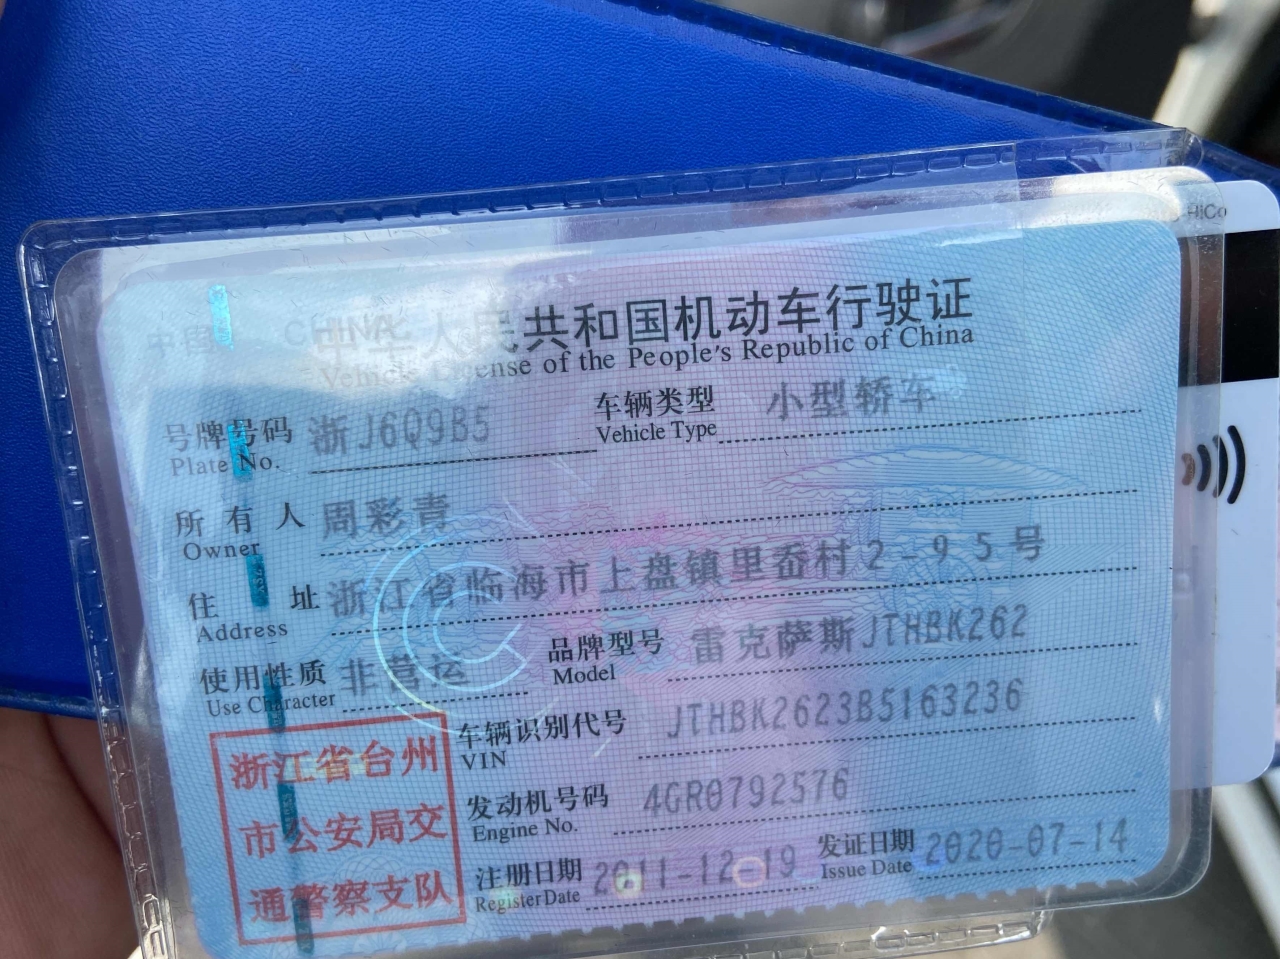 HiCo
中国 CHINA
中华人民共和国机动车行驶证
Vehicle License of the People's Republic of China
号牌号码 浙J6Q9B5 车辆类型 小型轿车
Plate No. Vehicle Type
所有人 周彩青
Owner
住址 浙江省临海市上盘镇里岙村2-95号
Address
使用性质 非营运 品牌型号 雷克萨斯JTHBK262
Use Character Model
车辆识别代号 JTHBK2623B5163236
VIN
发动机号码 4GR0792576
Engine No.
注册日期 2011-12-19 发证日期 2020-07-14
Register Date Issue Date
浙江省台州
市公安局交
通警察支队